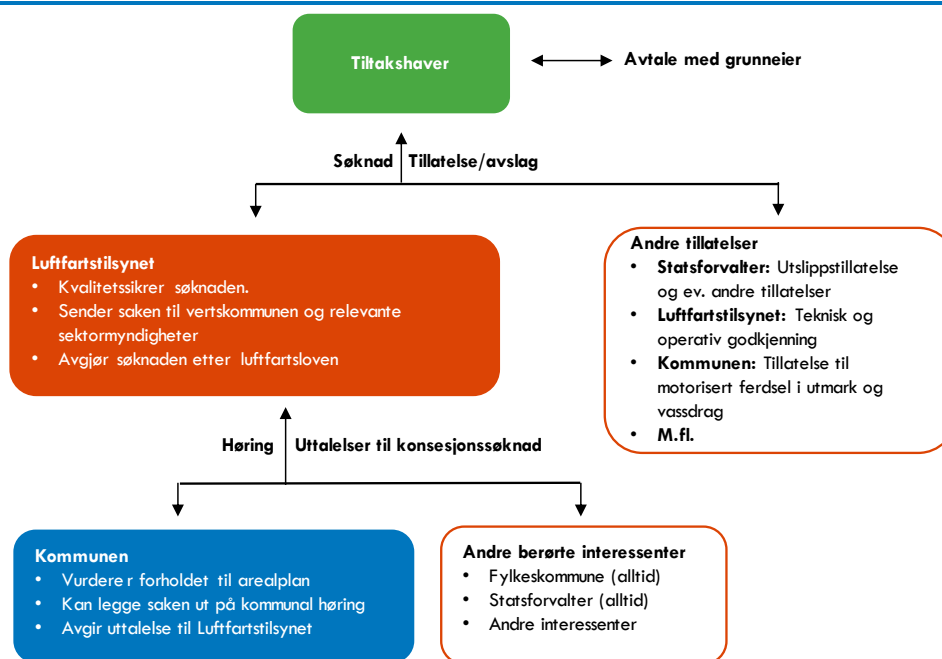 Tiltakshaver
Avtale med grunneier
Søknad
Tillatelse/avslag
Luftfartstilsynet
• Kvalitetssikrer søknaden.
• Sender saken til vertskommunen og relevante
sektormyndigheter
• Avgjør søknaden etter luftfartsloven
Andre tillatelser
• Statsforvalter: Utslippstillatelse
og ev. andre tillatelser
• Luftfartstilsynet: Teknisk og
operativ godkjenning
• Kommunen: Tillatelse til
motorisert ferdsel i utmark og
vassdrag
• M.fl.
Høring
Uttalelser til konsesjonssøknad
Kommunen
• Vurderer forholdet til arealplan
• Kan legge saken ut på kommunal høring
• Avgir uttalelse til Luftfartstilsynet
Andre berørte interessenter
• Fylkeskommune (alltid)
• Statsforvalter (alltid)
• Andre interessenter